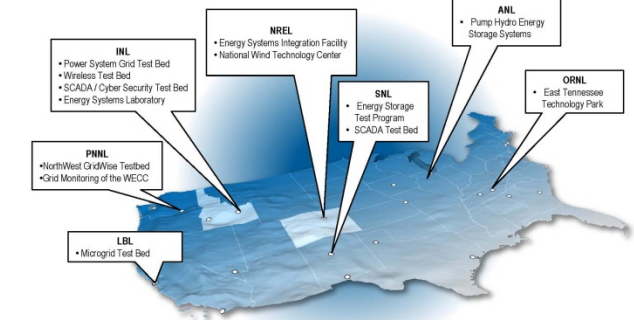 ANL
• Pump Hydro Energy
Storage Systems
NREL
• Energy Systems Integration Facility
• National Wind Technology Center
INL
• Power System Grid Test Bed
• Wireless Test Bed
• SCADA / Cyber Security Test Bed
• Energy Systems Laboratory
SNL
• Energy Storage
Test Program
• SCADA Test Bed
ORNL
• East Tennessee
Technology Park
PNNL
•NorthWest GridWise Testbed
•Grid Monitoring of the WECC
LBL
• Microgrid Test Bed